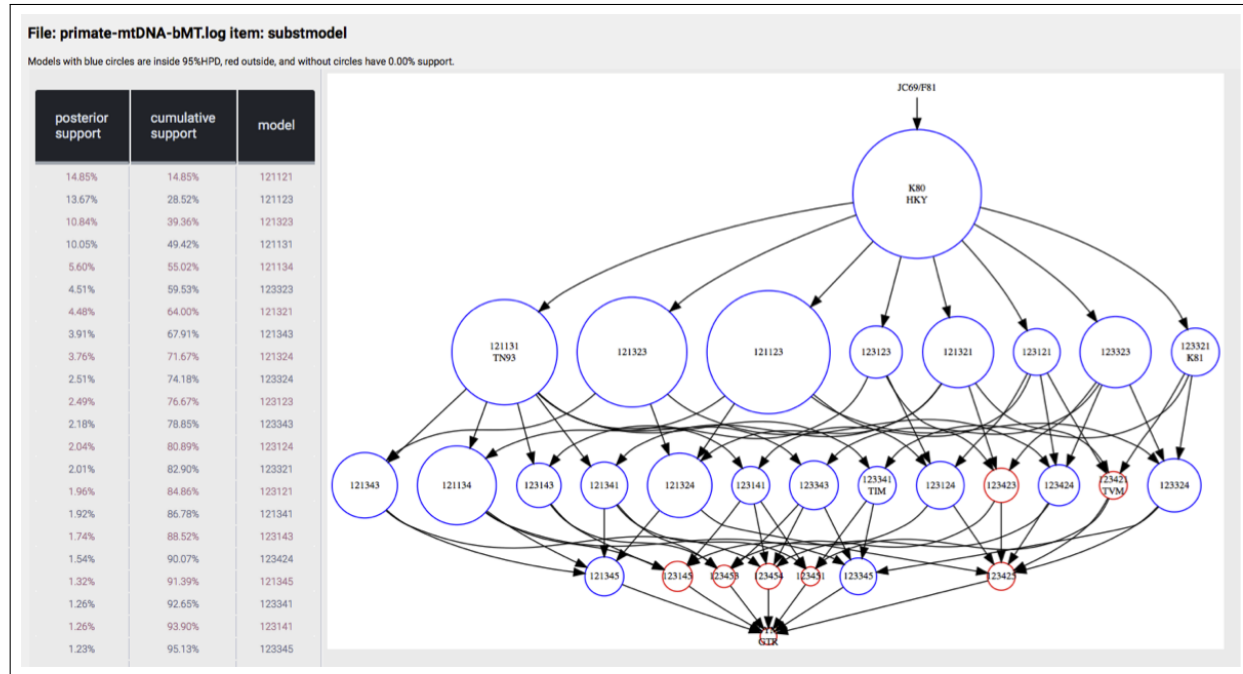 File: primate-mtDNA-bMT.log item: substmodel
Models with blue circles are inside 95%HPD, red outside, and without circles have 0.00% support.
posterior support cumulative support model
14.85% 14.85% 121121
13.67% 28.52% 121123
10.84% 39.36% 121323
10.05% 49.42% 121131
5.60% 55.02% 121134
4.51% 59.53% 123323
4.48% 64.00% 121321
3.91% 67.91% 121343
3.76% 71.67% 121324
2.51% 74.18% 123324
2.49% 76.67% 123123
2.18% 78.85% 123343
2.04% 80.89% 123124
2.01% 82.90% 123321
1.96% 84.86% 123121
1.92% 86.78% 121341
1.74% 88.52% 123143
1.54% 90.07% 123424
1.32% 91.39% 121345
1.26% 92.65% 123341
1.26% 93.90% 123141
1.23% 95.13% 123345
JC69/F81
K80
HKY
121131
TN93
121323
121123
123123
121321
123121
123323
123321
K81
121343
121134
123143
121341
121324
123141
123343
123341
TIM
123124
123423
123424
123421
TVM
123324
121345
123145
123453
123454
123451
123345
123425
GTR